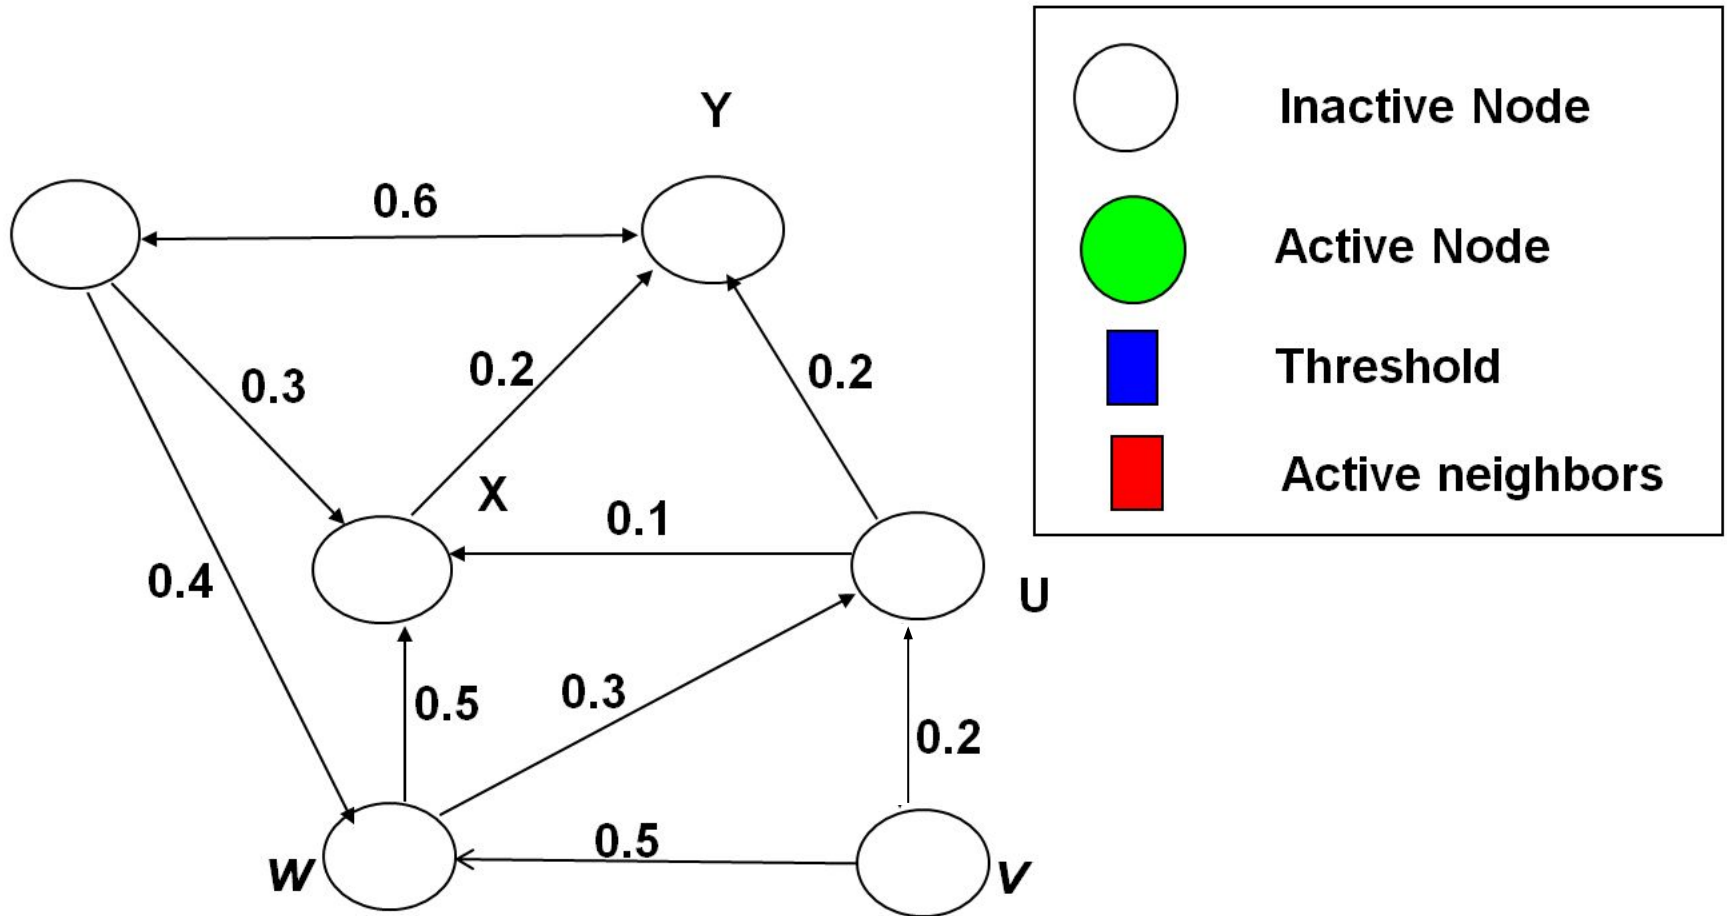 Y
0.6
0.3
0.2
0.2
X
0.1
0.4
U
0.5
0.3
0.2
0.5
W
V
Inactive Node
Active Node
Threshold
Active neighbors